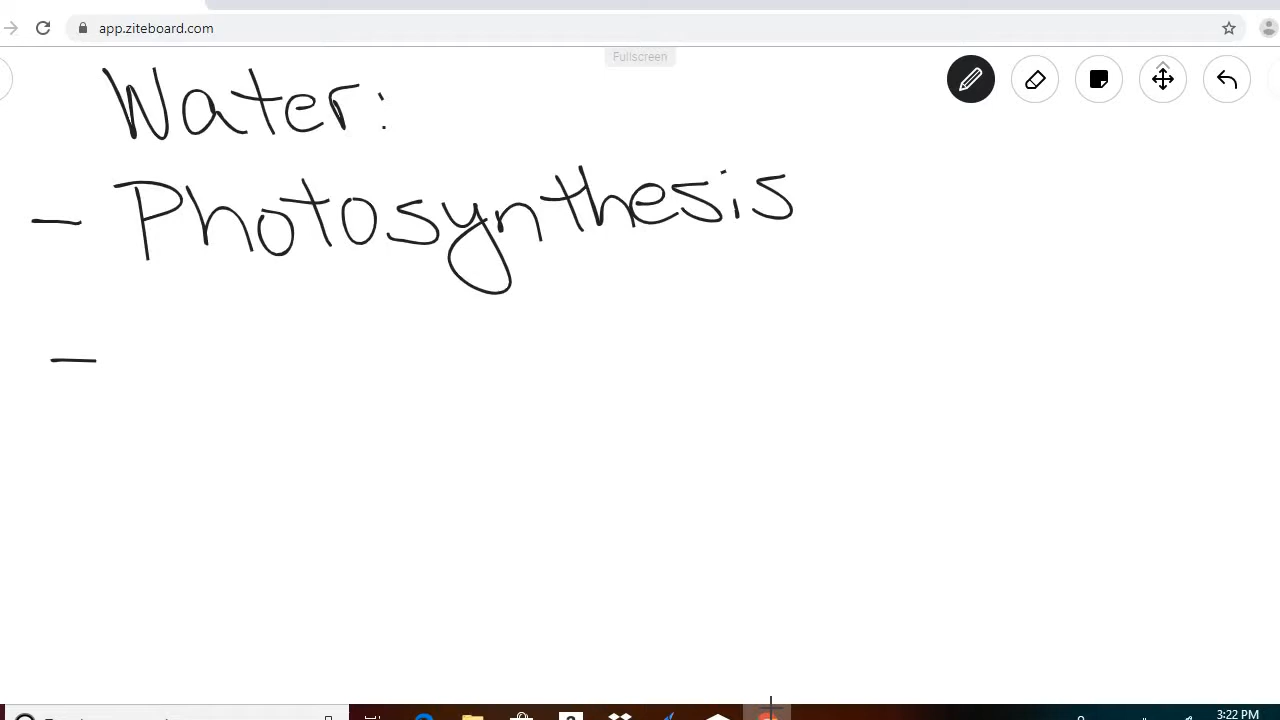 app.ziteboard.com
Fullscreen
Water:
- Photosynthesis
-
3:22 PM